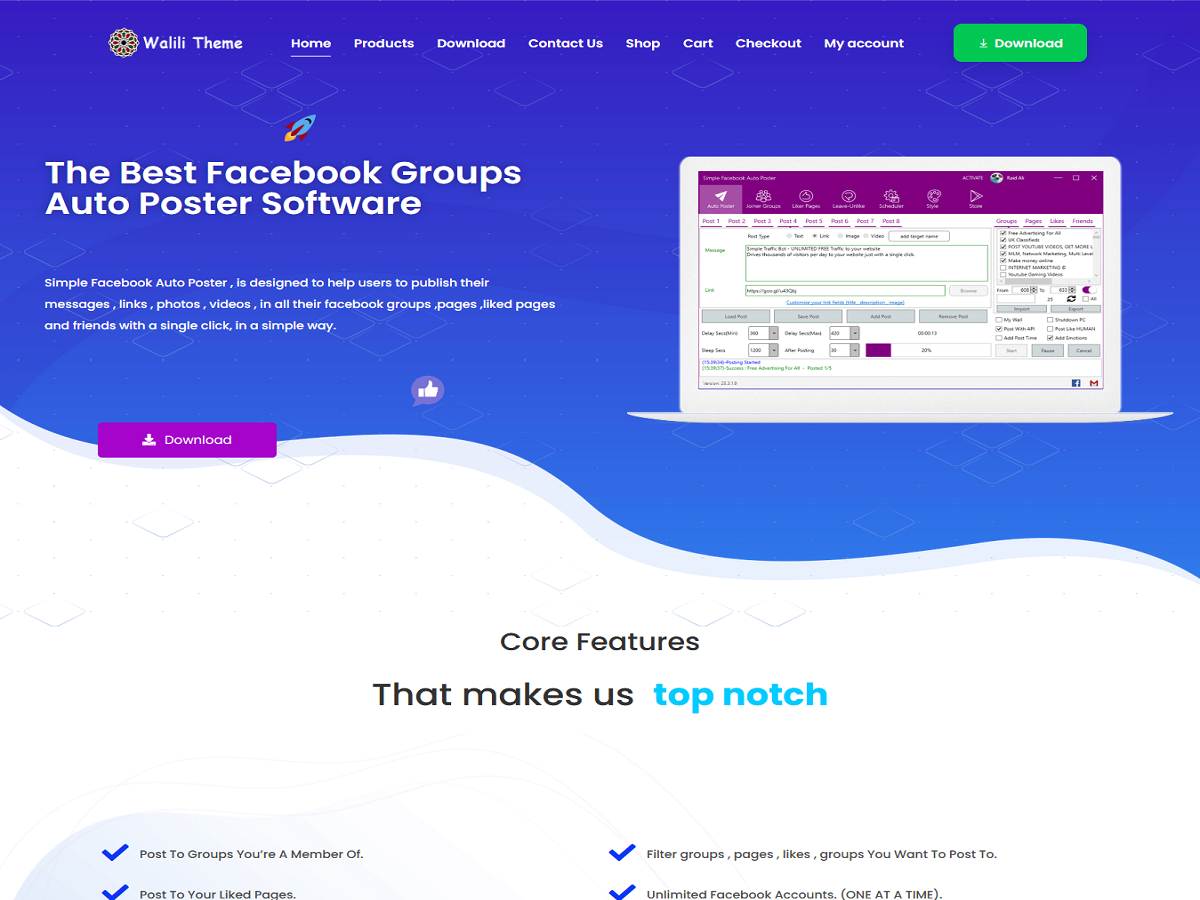 Walili Theme
Home Products Download Contact Us Shop Cart Checkout My account
Download
The Best Facebook Groups
Auto Poster Software
Simple Facebook Auto Poster , is designed to help users to publish their
messages , links , photos , videos , in all their facebook groups ,pages ,liked pages
and friends with a single click, in a simple way.
Download
Simple Facebook Auto Poster ACTIVATE Raid Ali
Auto Poster Joiner Groups Liker Pages Leave-Unlike Scheduler Style Store
Post 1 Post 2 Post 3 Post 4 Post 5 Post 6 Post 7 Post 8
Groups Pages Likes Friends
Post Type Text Link Image Video add target name
Message
Simple Traffic Bot - UNLIMITED FREE Traffic to your website
Drives thousands of visitors per day to your website just with a single click.
Link https://goo.gl/u43Qbj Browse
Customize your link fields (title , description , image)
Load Post Save Post Add Post Remove Post
Delay Secs(Min) 300 Delay Secs(Max) 420 00:00:13
Sleep Secs 1200 After Posting 30 20%
(15:39:34)-Posting Started
(15:39:37)-Success : Free Advertising For All - Posted 1/5
Version: 25.3.1.9
Free Advertising For All
UK Classifieds
POST YOUTUBE VIDEOS, GET MORE L
MLM, Network Marketing, Multi Level
Make money online
INTERNET MARKETING ©
Youtube Gaming Videos
From 608 To 633
25 All
Import Export
My Wall Shutdown PC
Post With API Post Like HUMAN
Add Post Time Add Emotions
Start Pause Cancel
Core Features
That makes us top notch
Post To Groups You’re A Member Of.
Filter groups , pages , likes , groups You Want To Post To.
Post To Your Liked Pages.
Unlimited Facebook Accounts. (ONE AT A TIME).